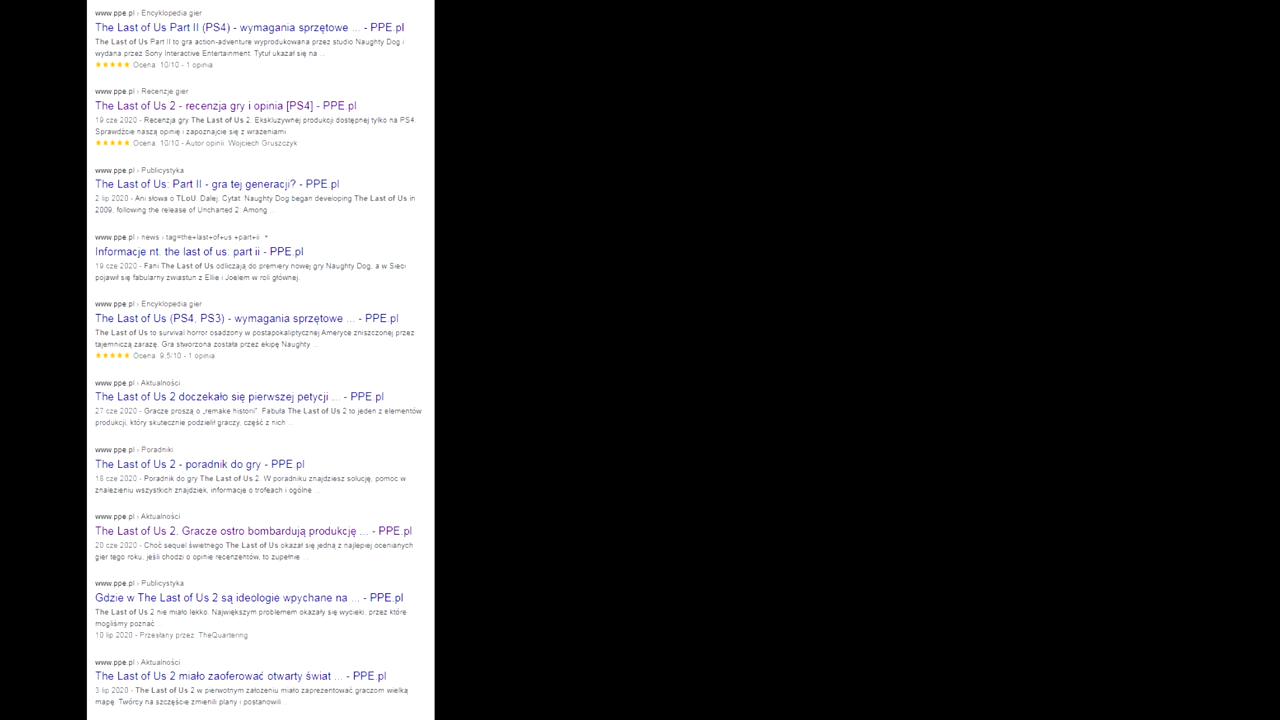 www.ppe.pl › Encyklopedia gier
The Last of Us Part II (PS4) - wymagania sprzętowe ... - PPE.pl
The Last of Us Part II to gra action-adventure wyprodukowana przez studio Naughty Dog i
wydana przez Sony Interactive Entertainment. Tytuł ukazał się na ...
★★★★★ Ocena: 10/10 - 1 opinia
www.ppe.pl › Recenzje gier
The Last of Us 2 - recenzja gry i opinia [PS4] - PPE.pl
19 cze 2020 - Recenzja gry The Last of Us 2. Ekskluzywnej produkcji dostępnej tylko na PS4.
Sprawdźcie naszą opinię i zapoznajcie się z wrażeniami.
★★★★★ Ocena: 10/10 - Autor opinii: Wojciech Gruszczyk
www.ppe.pl › Publicystyka
The Last of Us: Part II - gra tej generacji? - PPE.pl
2 lip 2020 - Ani słowa o TLoU. Dalej. Cytat: Naughty Dog began developing The Last of Us in
2009, following the release of Uncharted 2: Among ...
www.ppe.pl › news › tag=the+last+of+us:+part+ii ▾
Informacje nt. the last of us: part ii - PPE.pl
19 cze 2020 - Fani The Last of Us odliczają do premiery nowej gry Naughty Dog, a w Sieci
pojawił się fabularny zwiastun z Ellie i Joelem w roli głównej.
www.ppe.pl › Encyklopedia gier
The Last of Us (PS4, PS3) - wymagania sprzętowe ... - PPE.pl
The Last of Us to survival horror osadzony w postapokaliptycznej Ameryce zniszczonej przez
tajemniczą zarazę. Gra stworzona została przez ekipę Naughty ...
★★★★★ Ocena: 9,5/10 - 1 opinia
www.ppe.pl › Aktualności
The Last of Us 2 doczekało się pierwszej petycji ... - PPE.pl
27 cze 2020 - Gracze proszą o „remake historii”. Fabuła The Last of Us 2 to jeden z elementów
produkcji, który skutecznie podzielił graczy, część z nich ...
www.ppe.pl › Poradniki
The Last of Us 2 - poradnik do gry - PPE.pl
18 cze 2020 - Poradnik do gry The Last of Us 2. W poradniku znajdziesz solucję, pomoc w
znalezieniu wszystkich znajdziek, informacje o trofeach i ogólne ...
www.ppe.pl › Aktualności
The Last of Us 2. Gracze ostro bombardują produkcję ... - PPE.pl
20 cze 2020 - Choć sequel świetnego The Last of Us okazał się jedną z najlepiej ocenianych
gier tego roku, jeśli chodzi o opinie recenzentów, to zupełnie ...
www.ppe.pl › Publicystyka
Gdzie w The Last of Us 2 są ideologie wpychane na ... - PPE.pl
The Last of Us 2 nie miało lekko. Największym problemem okazały się wycieki, przez które
mogliśmy poznać ...
10 lip 2020 - Przesłany przez: TheQuartering
www.ppe.pl › Aktualności
The Last of Us 2 miało zaoferować otwarty świat ... - PPE.pl
3 lip 2020 - The Last of Us 2 w pierwotnym założeniu miało zaprezentować graczom wielką
mapę. Twórcy na szczęście zmienili plany i postanowili ...